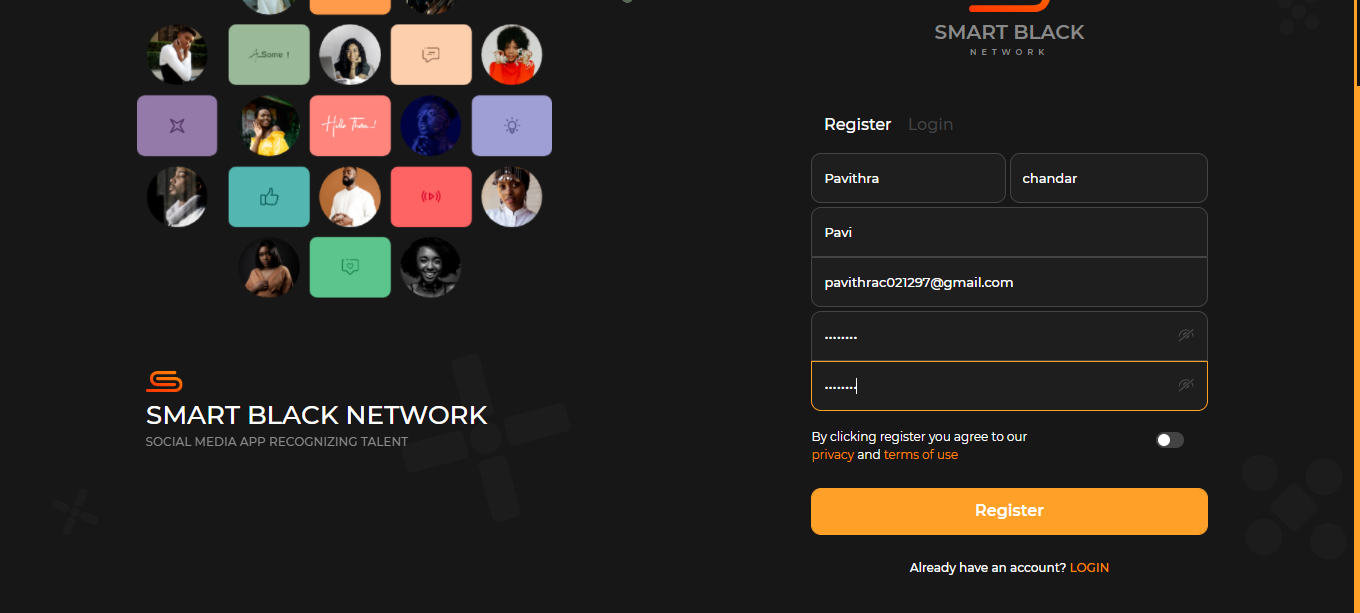 Some !
Hello There..!
SMART BLACK NETWORK
SOCIAL MEDIA APP RECOGNIZING TALENT
SMART BLACK
NETWORK
Register Login
Pavithra chandar
Pavi
pavithrac021297@gmail.com
••••••••
••••••••
By clicking register you agree to our
privacy and terms of use
Register
Already have an account? LOGIN